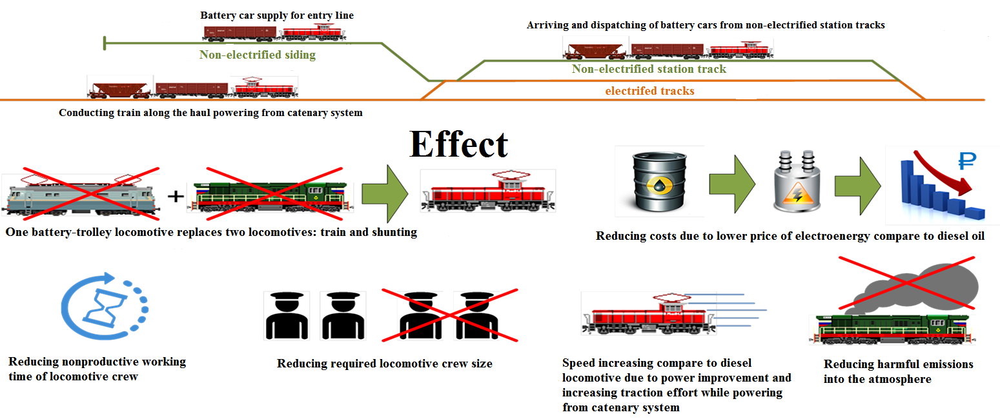 Battery car supply for entry line
Arriving and dispatching of battery cars from non-electrified station tracks
Non-electrified siding
Non-electrified station track
electrifed tracks
Conducting train along the haul powering from catenary system
Effect
+
₽
One battery-trolley locomotive replaces two locomotives: train and shunting
Reducing costs due to lower price of electroenergy compare to diesel oil
Reducing nonproductive working
time of locomotive crew
Reducing required locomotive crew size
Speed increasing compare to diesel
locomotive due to power improvement and
increasing traction effort while powering
from catenary system
Reducing harmful emissions
into the atmosphere